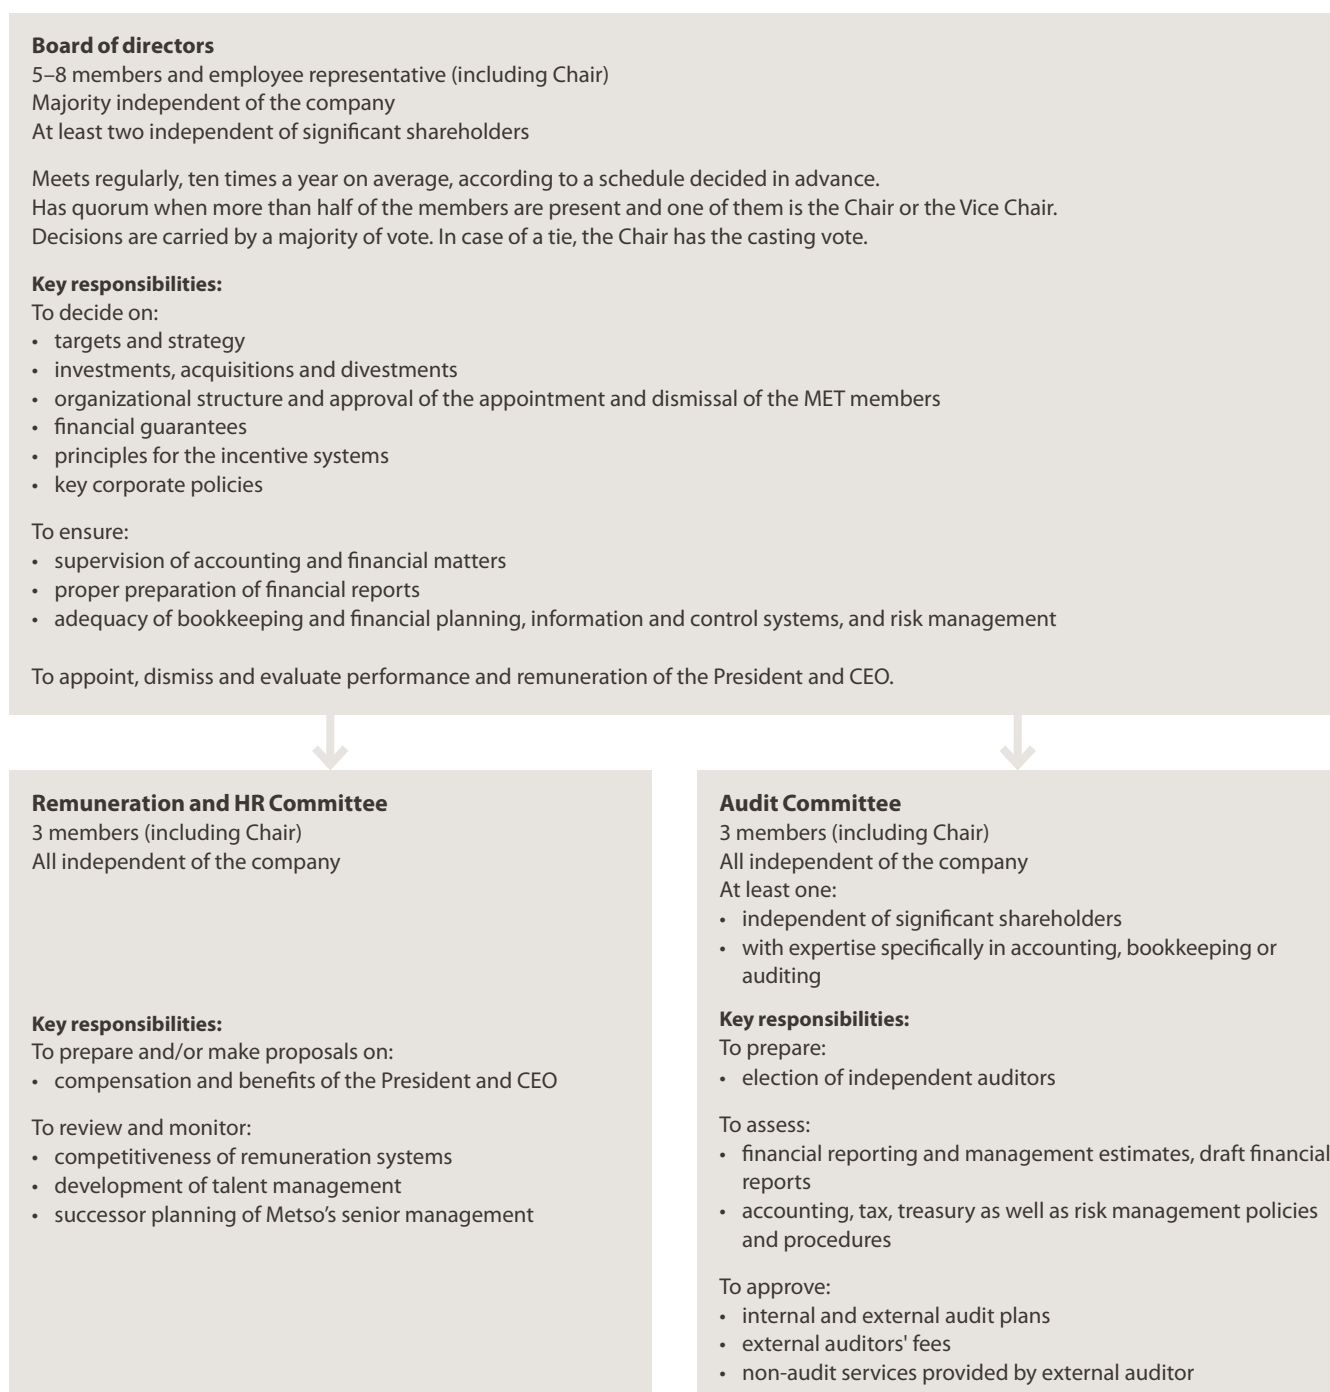 Board of directors
5–8 members and employee representative (including Chair)
Majority independent of the company
At least two independent of significant shareholders
Meets regularly, ten times a year on average, according to a schedule decided in advance.
Has quorum when more than half of the members are present and one of them is the Chair or the Vice Chair.
Decisions are carried by a majority of vote. In case of a tie, the Chair has the casting vote.
Key responsibilities:
To decide on:
• targets and strategy
• investments, acquisitions and divestments
• organizational structure and approval of the appointment and dismissal of the MET members
• financial guarantees
• principles for the incentive systems
• key corporate policies
To ensure:
• supervision of accounting and financial matters
• proper preparation of financial reports
• adequacy of bookkeeping and financial planning, information and control systems, and risk management
To appoint, dismiss and evaluate performance and remuneration of the President and CEO.
Remuneration and HR Committee
3 members (including Chair)
All independent of the company
Key responsibilities:
To prepare and/or make proposals on:
• compensation and benefits of the President and CEO
To review and monitor:
• competitiveness of remuneration systems
• development of talent management
• successor planning of Metso’s senior management
Audit Committee
3 members (including Chair)
All independent of the company
At least one:
• independent of significant shareholders
• with expertise specifically in accounting, bookkeeping or
auditing
Key responsibilities:
To prepare:
• election of independent auditors
To assess:
• financial reporting and management estimates, draft financial
reports
• accounting, tax, treasury as well as risk management policies
and procedures
To approve:
• internal and external audit plans
• external auditors' fees
• non-audit services provided by external auditor